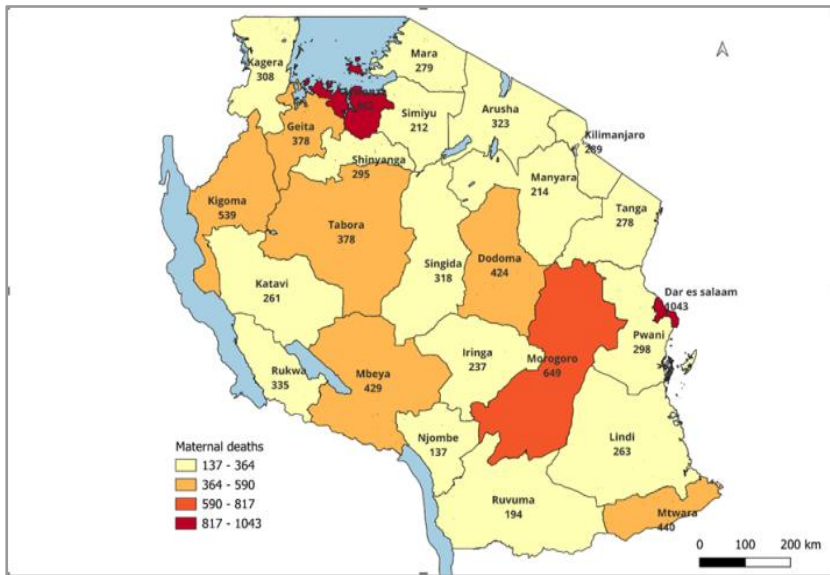 Kagera
308
Mara
279
Arusha
323
Simiyu
212
Geita
378
Kilimanjaro
289
Shinyanga
295
Manyara
214
Kigoma
539
Tabora
378
Tanga
278
Singida
318
Dodoma
424
Katavi
261
Dar es salaam
1043
Pwani
298
Iringa
237
Morogoro
649
Rukwa
335
Mbeya
429
Njombe
137
Lindi
263
Ruvuma
194
Mtwara
440
Maternal deaths
137 - 364
364 - 590
590 - 817
817 - 1043
0 100 200 km